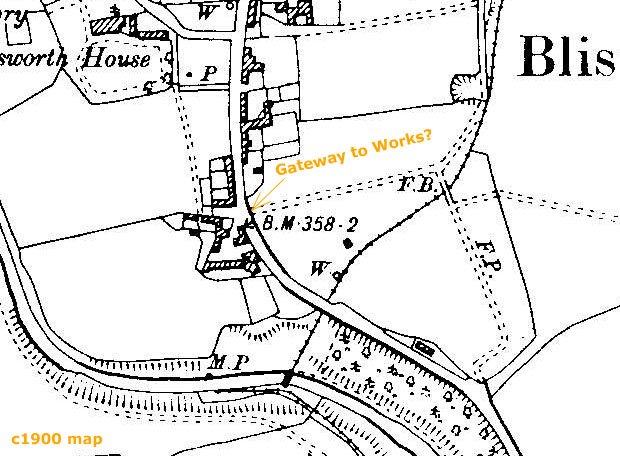 W
ory
sworth House
P
Blis
Gateway to Works?
F.B.
B.M. 358·2
F.P.
W
M.P
c1900 map